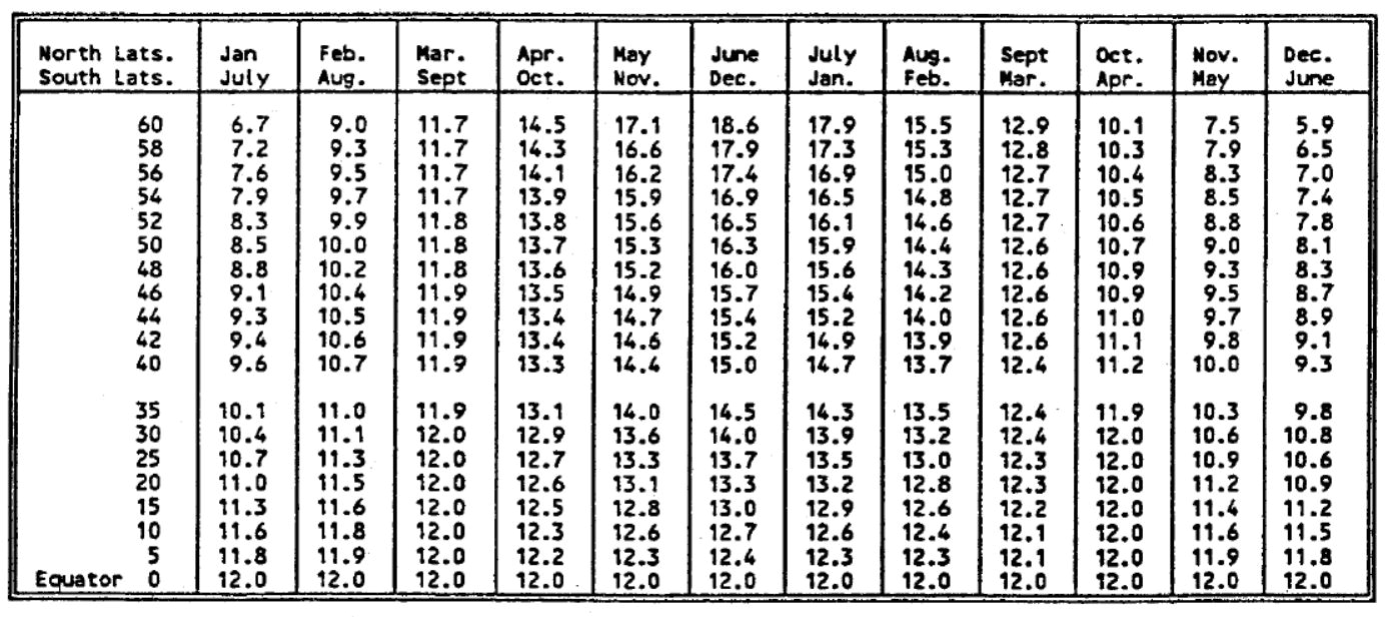 North Lats. Jan Feb. Mar. Apr. May June July Aug. Sept Oct. Nov. Dec.
South Lats. July Aug. Sept Oct. Nov. Dec. Jan. Feb. Mar. Apr. May June
60 6.7 9.0 11.7 14.5 17.1 18.6 17.9 15.5 12.9 10.1 7.5 5.9
58 7.2 9.3 11.7 14.3 16.6 17.9 17.3 15.3 12.8 10.3 7.9 6.5
56 7.6 9.5 11.7 14.1 16.2 17.4 16.9 15.0 12.7 10.4 8.3 7.0
54 7.9 9.7 11.7 13.9 15.9 16.9 16.5 14.8 12.7 10.5 8.5 7.4
52 8.3 9.9 11.8 13.8 15.6 16.5 16.1 14.6 12.7 10.6 8.8 7.8
50 8.5 10.0 11.8 13.7 15.3 16.3 15.9 14.4 12.6 10.7 9.0 8.1
48 8.8 10.2 11.8 13.6 15.2 16.0 15.6 14.3 12.6 10.9 9.3 8.3
46 9.1 10.4 11.9 13.5 14.9 15.7 15.4 14.2 12.6 10.9 9.5 8.7
44 9.3 10.5 11.9 13.4 14.7 15.4 15.2 14.0 12.6 11.0 9.7 8.9
42 9.4 10.6 11.9 13.4 14.6 15.2 14.9 13.9 12.6 11.1 9.8 9.1
40 9.6 10.7 11.9 13.3 14.4 15.0 14.7 13.7 12.4 11.2 10.0 9.3
35 10.1 11.0 11.9 13.1 14.0 14.5 14.3 13.5 12.4 11.9 10.3 9.8
30 10.4 11.1 12.0 12.9 13.6 14.0 13.9 13.2 12.4 12.0 10.6 10.8
25 10.7 11.3 12.0 12.7 13.3 13.7 13.5 13.0 12.3 12.0 10.9 10.6
20 11.0 11.5 12.0 12.6 13.1 13.3 13.2 12.8 12.3 12.0 11.2 10.9
15 11.3 11.6 12.0 12.5 12.8 13.0 12.9 12.6 12.2 12.0 11.4 11.2
10 11.6 11.8 12.0 12.3 12.6 12.7 12.6 12.4 12.1 12.0 11.6 11.5
5 11.8 11.9 12.0 12.2 12.3 12.4 12.3 12.3 12.1 12.0 11.9 11.8
Equator 0 12.0 12.0 12.0 12.0 12.0 12.0 12.0 12.0 12.0 12.0 12.0 12.0